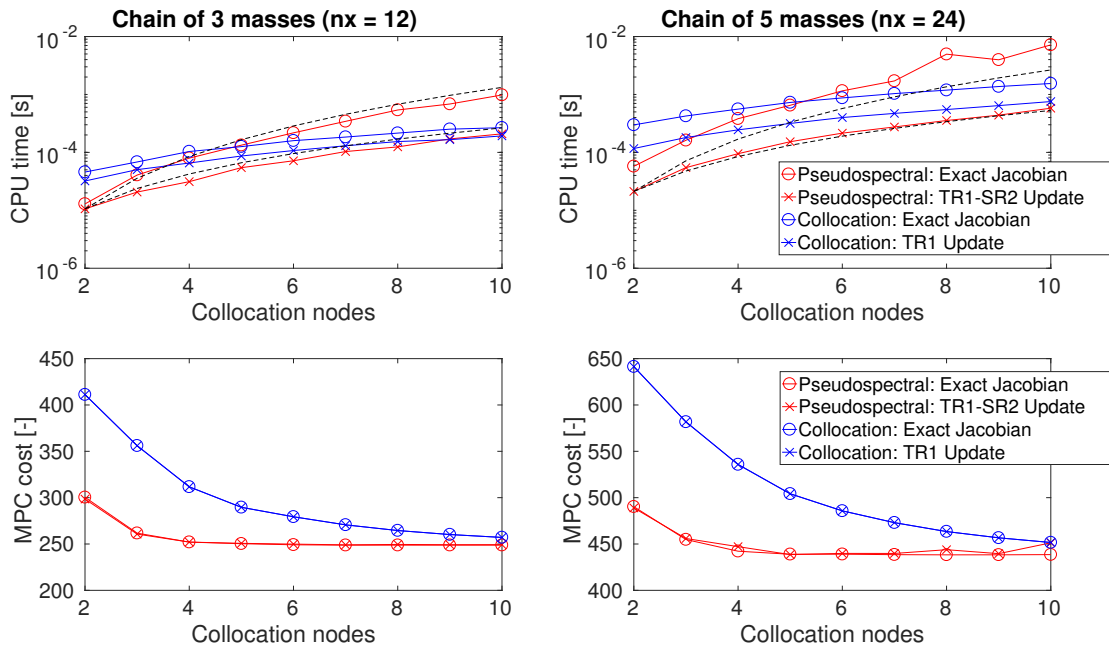 Chain of 3 masses (nx = 12)
CPU time [s]
10^-2
10^-4
10^-6
2 4 6 8 10
Collocation nodes
Chain of 5 masses (nx = 24)
CPU time [s]
10^-2
10^-4
10^-6
Pseudospectral: Exact Jacobian
Pseudospectral: TR1-SR2 Update
Collocation: Exact Jacobian
Collocation: TR1 Update
2 4 6 8 10
Collocation nodes
MPC cost [-]
450
400
350
300
250
200
2 4 6 8 10
Collocation nodes
MPC cost [-]
650
600
550
500
450
400
Pseudospectral: Exact Jacobian
Pseudospectral: TR1-SR2 Update
Collocation: Exact Jacobian
Collocation: TR1 Update
2 4 6 8 10
Collocation nodes